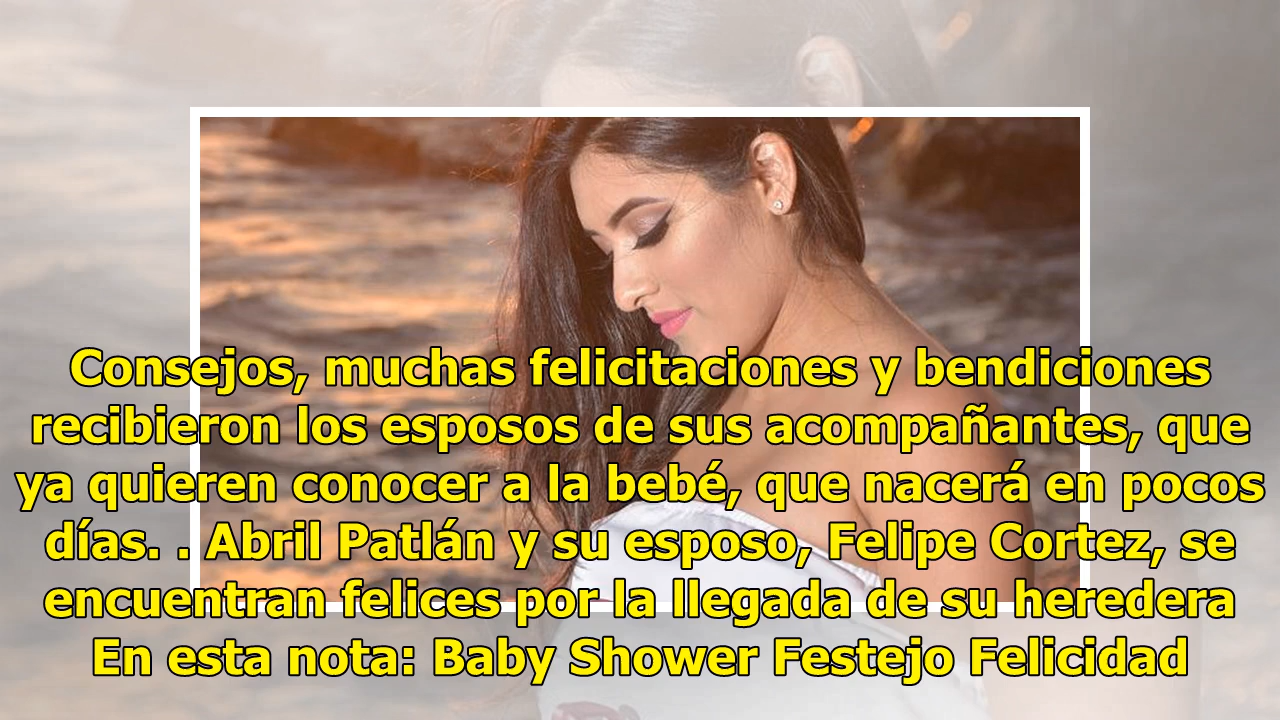 Consejos, muchas felicitaciones y bendiciones
recibieron los esposos de sus acompañantes, que
ya quieren conocer a la bebé, que nacerá en pocos
días. . Abril Patlán y su esposo, Felipe Cortez, se
encuentran felices por la llegada de su heredera
En esta nota: Baby Shower Festejo Felicidad